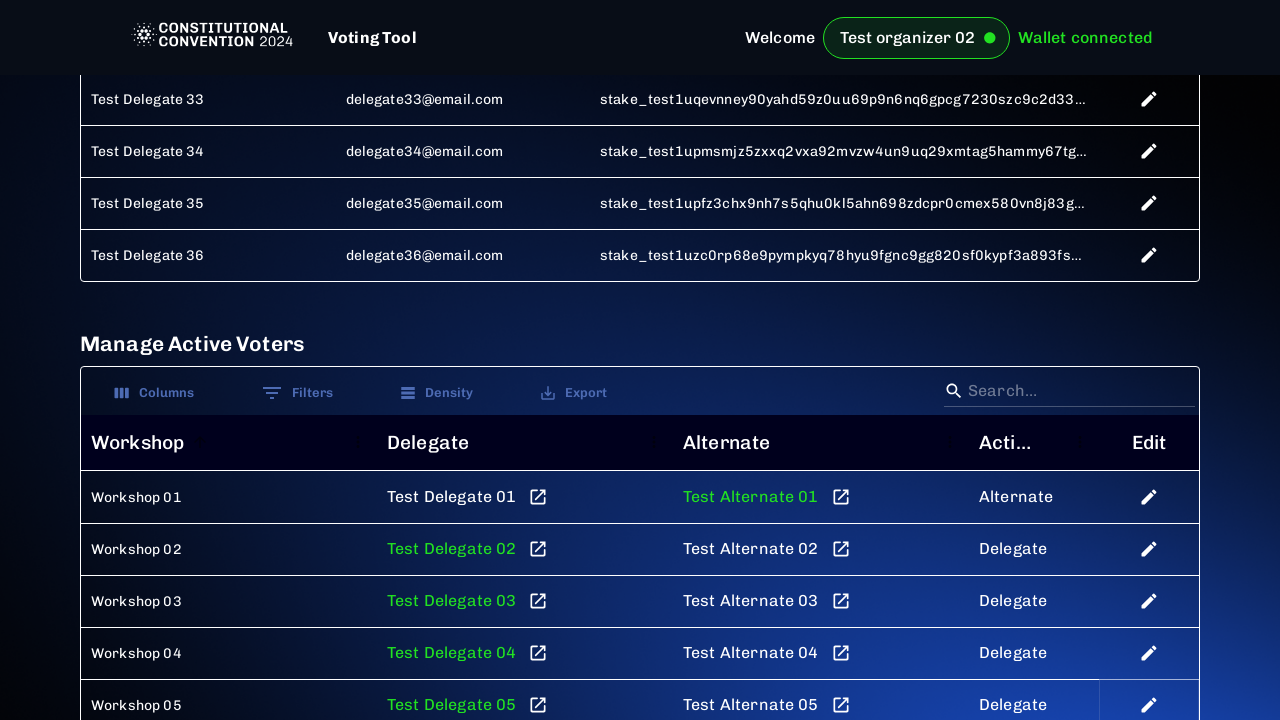 CONSTITUTIONAL
CONVENTION 2024
Voting Tool
Welcome
Test organizer 02
Wallet connected
Test Delegate 33 delegate33@email.com stake_test1uqevnney90yahd59z0uu69p9n6nq6gpcg7230szc9c2d33...
Test Delegate 34 delegate34@email.com stake_test1upmsmjz5zxxq2vxa92mvzw4un9uq29xmtag5hammy67tg...
Test Delegate 35 delegate35@email.com stake_test1upfz3chx9nh7s5qhu0kl5ahn698zdcpr0cmex580vn8j83g...
Test Delegate 36 delegate36@email.com stake_test1uzc0rp68e9pympkyq78hyu9fgnc9gg820sf0kypf3a893fs...
Manage Active Voters
Columns Filters Density Export Search...
Workshop Delegate Alternate Acti... Edit
Workshop 01 Test Delegate 01 Test Alternate 01 Alternate
Workshop 02 Test Delegate 02 Test Alternate 02 Delegate
Workshop 03 Test Delegate 03 Test Alternate 03 Delegate
Workshop 04 Test Delegate 04 Test Alternate 04 Delegate
Workshop 05 Test Delegate 05 Test Alternate 05 Delegate